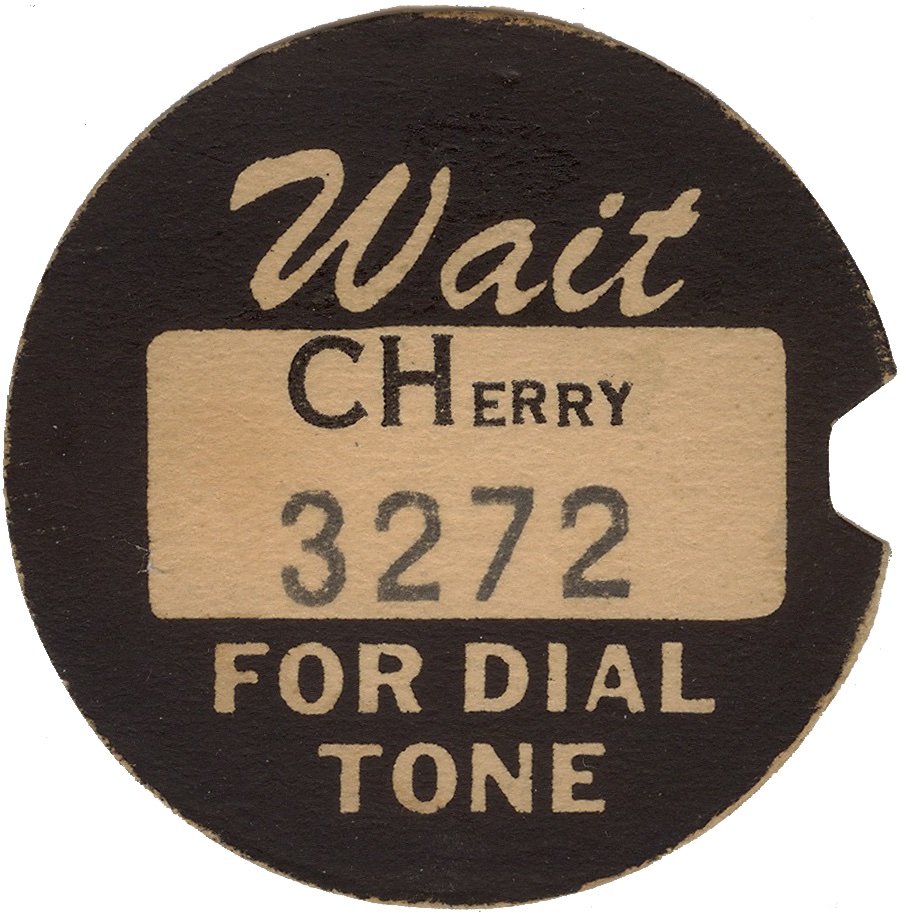 Wait
CHERRY
3272
FOR DIAL
TONE